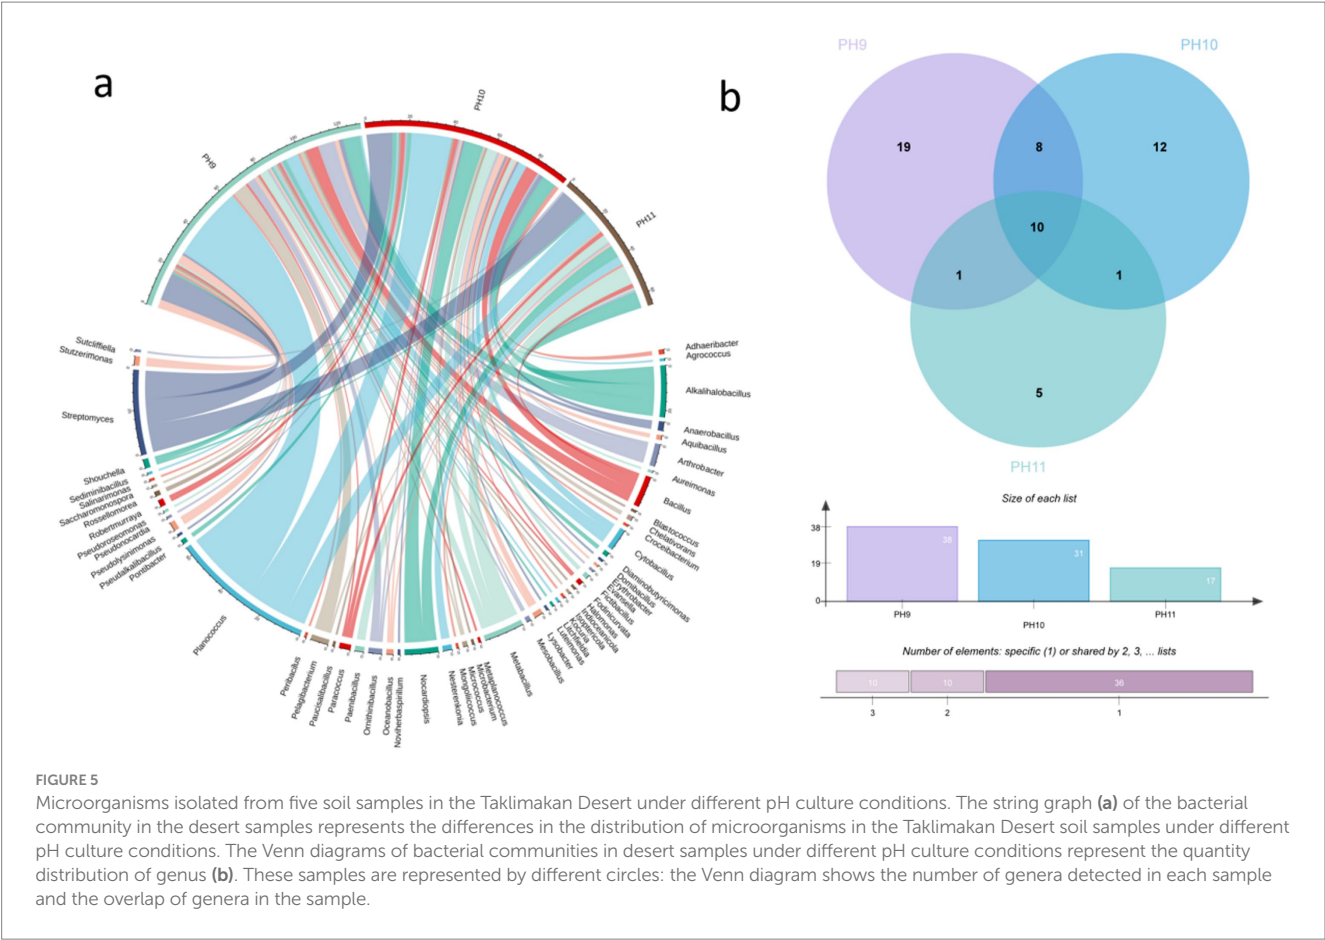 a
PH9
PH10
PH11
Sutcliffiella
Stutzerimonas
Streptomyces
Shouchella
Sediminibacillus
Salinarimonas
Saccharomonospora
Rossellomorea
Robertmurraya
Pseudoroseomonas
Pseudonocardia
Pseudolysinimonas
Pseudalkalibacillus
Pontibacter
Planococcus
Peribacillus
Pelagibacterium
Paucisalibacillus
Paracoccus
Paenibacillus
Ornithinibacillus
Oceanobacillus
Noviherbaspirillum
Nocardiopsis
Nesterenkonia
Mongoliicoccus
Micrococcus
Microbacterium
Metaplanococcus
Metabacillus
Mesobacillus
Lysobacter
Luteimonas
Litchfieldia
Kocuria
Isoptericola
Indioceanicola
Halomonas
Fodinicurvata
Fictibacillus
Evansella
Erythrobacter
Domibacillus
Diaminobutyricimonas
Cytobacillus
Croceibacterium
Chelativorans
Blastococcus
Bacillus
Aureimonas
Arthrobacter
Aquibacillus
Anaerobacillus
Alkalihalobacillus
Agrococcus
Adhaeribacter
b
PH9
PH10
19
8
12
10
1
1
5
PH11
Size of each list
38
19
0
38
31
17
PH9
PH10
PH11
Number of elements: specific (1) or shared by 2, 3, ... lists
10
10
36
3
2
1
FIGURE 5
Microorganisms isolated from five soil samples in the Taklimakan Desert under different pH culture conditions. The string graph (a) of the bacterial
community in the desert samples represents the differences in the distribution of microorganisms in the Taklimakan Desert soil samples under different
pH culture conditions. The Venn diagrams of bacterial communities in desert samples under different pH culture conditions represent the quantity
distribution of genus (b). These samples are represented by different circles: the Venn diagram shows the number of genera detected in each sample
and the overlap of genera in the sample.